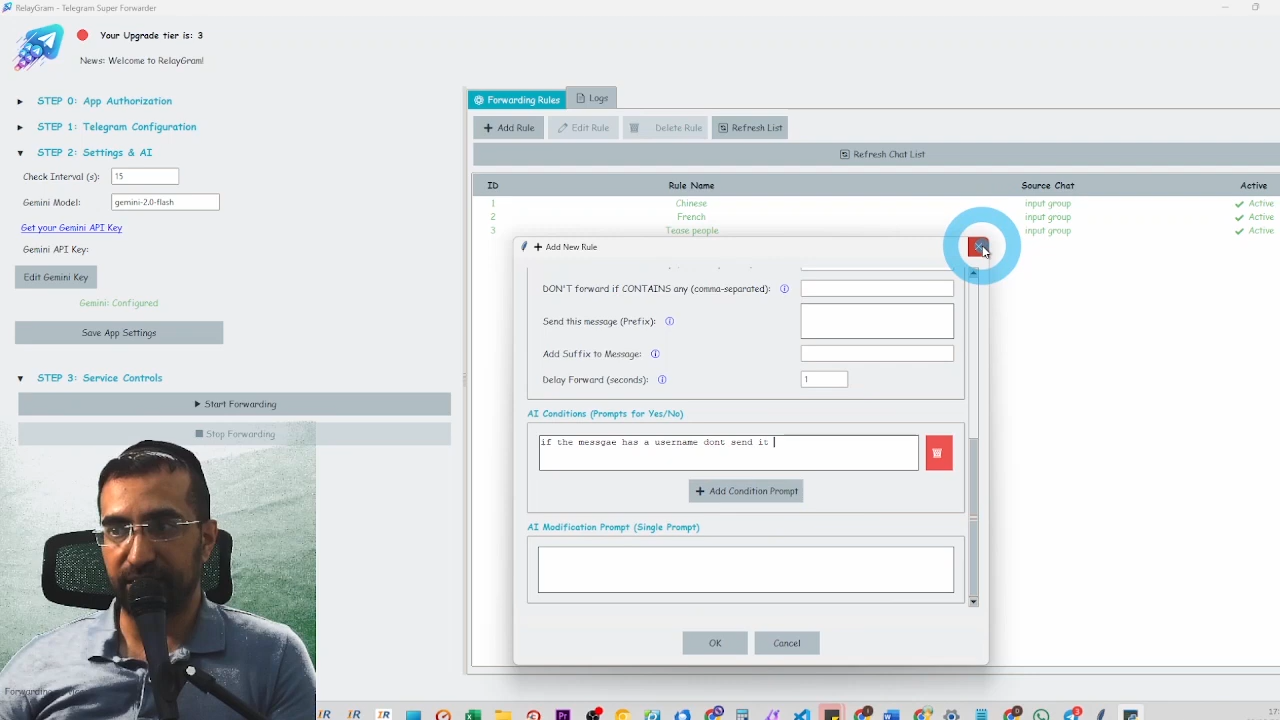 RelayGram - Telegram Super Forwarder
Your Upgrade tier is: 3
News: Welcome to RelayGram!
STEP 0: App Authorization
STEP 1: Telegram Configuration
STEP 2: Settings & AI
Check Interval (s):
15
Gemini Model:
gemini-2.0-flash
Get your Gemini API Key
Gemini API Key:
Edit Gemini Key
Gemini: Configured
Save App Settings
STEP 3: Service Controls
Start Forwarding
Stop Forwarding
Forwarding Rules
Logs
Add Rule
Edit Rule
Delete Rule
Refresh List
Refresh Chat List
ID Rule Name Source Chat Active
1 Chinese input group Active
2 French input group Active
3 Tease people input group Active
Add New Rule
DON'T forward if CONTAINS any (comma-separated):
Send this message (Prefix):
Add Suffix to Message:
Delay Forward (seconds):
1
AI Conditions (Prompts for Yes/No)
if the messgae has a username dont send it
Add Condition Prompt
AI Modification Prompt (Single Prompt)
OK
Cancel
17